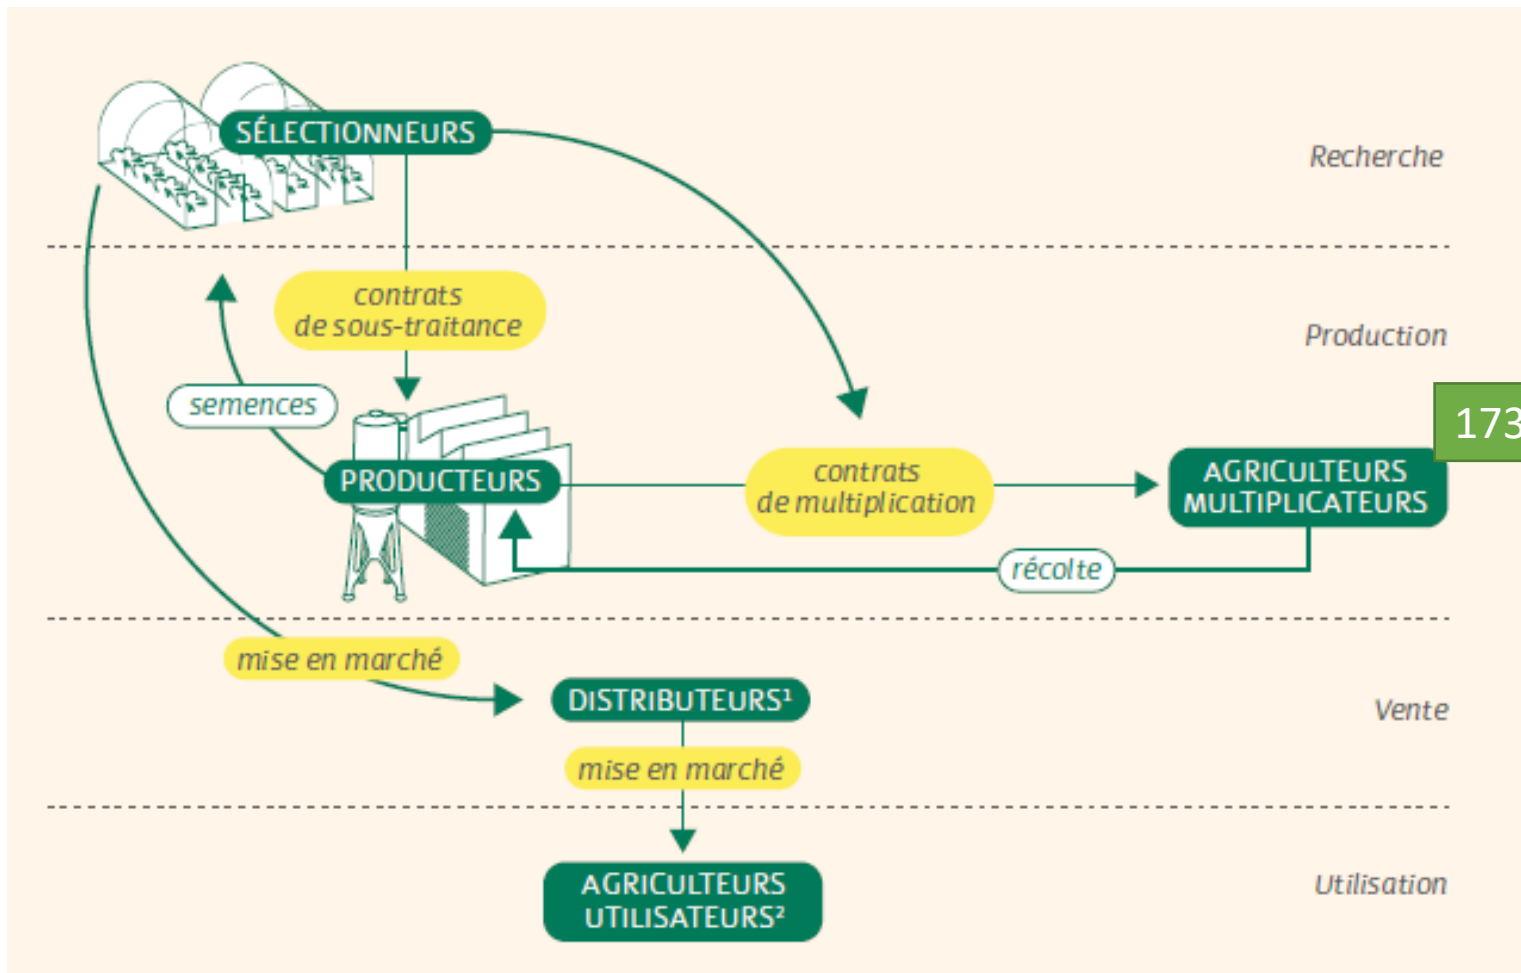 SÉLECTIONNEURS
Recherche
contrats
de sous-traitance
Production
semences
173
PRODUCTEURS
contrats
de multiplication
AGRICULTEURS
MULTIPLICATEURS
récolte
mise en marché
DISTRIBUTEURS¹
Vente
mise en marché
AGRICULTEURS
UTILISATEURS²
Utilisation